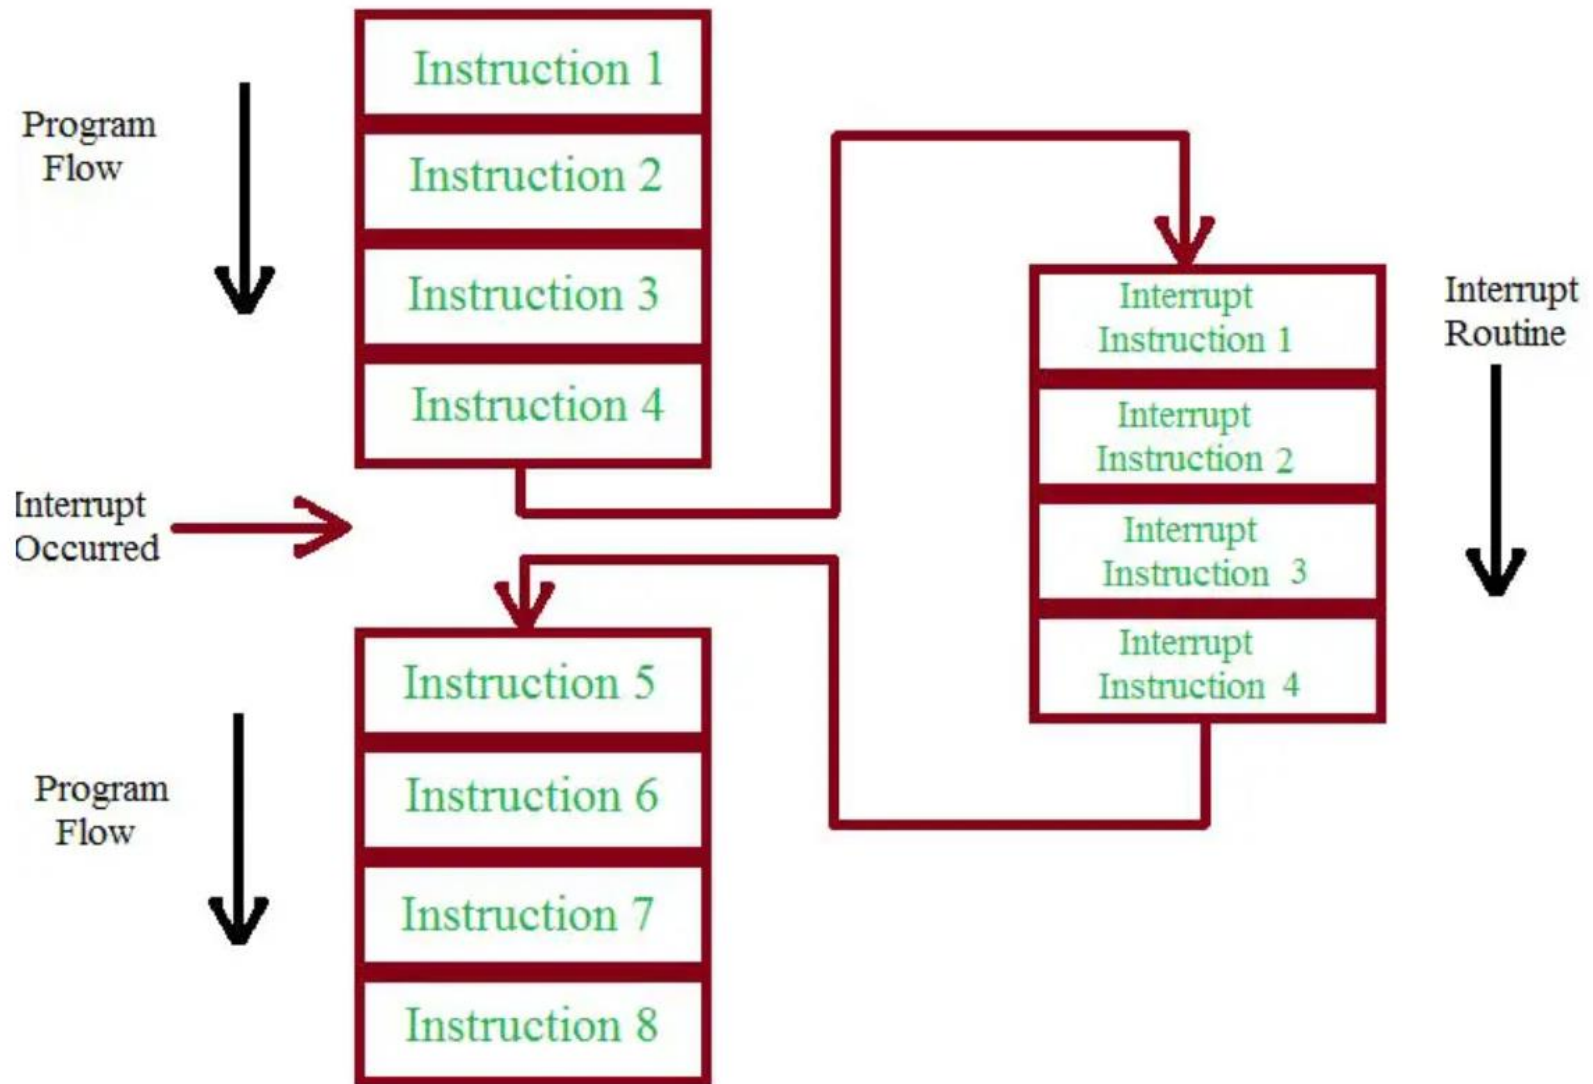 Program
Flow
Instruction 1
Instruction 2
Instruction 3
Instruction 4
Interrupt
Occurred
Interrupt
Instruction 1
Interrupt
Instruction 2
Interrupt
Instruction 3
Interrupt
Instruction 4
Interrupt
Routine
Program
Flow
Instruction 5
Instruction 6
Instruction 7
Instruction 8